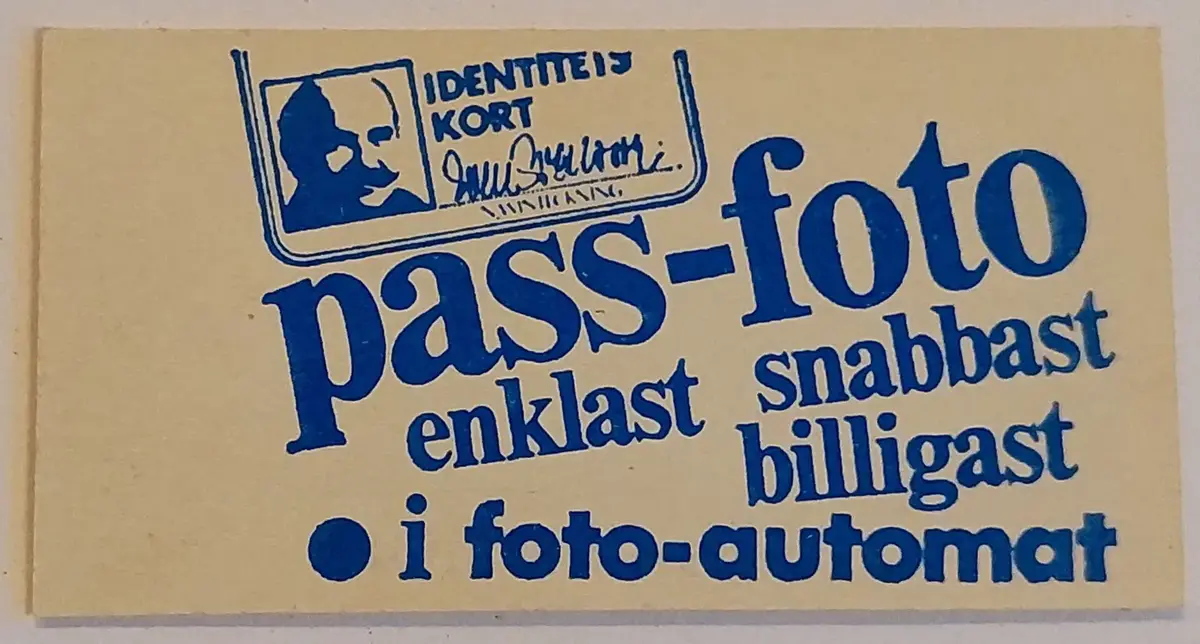 IDENTITETS
KORT
NAMNTECKNING
pass-foto
enklast snabbast
billigast
i foto-automat